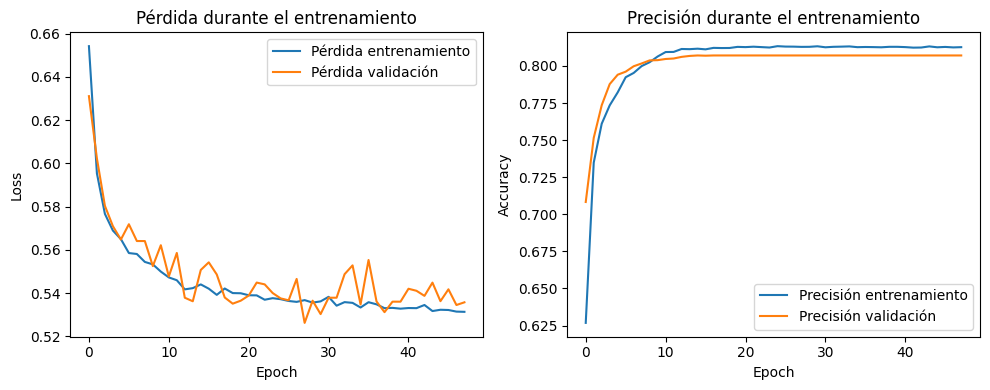 Pérdida durante el entrenamiento
Loss
0.66
0.64
0.62
0.60
0.58
0.56
0.54
0.52
Pérdida entrenamiento
Pérdida validación
0 10 20 30 40
Epoch
Precisión durante el entrenamiento
Accuracy
0.800
0.775
0.750
0.725
0.700
0.675
0.650
0.625
Precisión entrenamiento
Precisión validación
0 10 20 30 40
Epoch